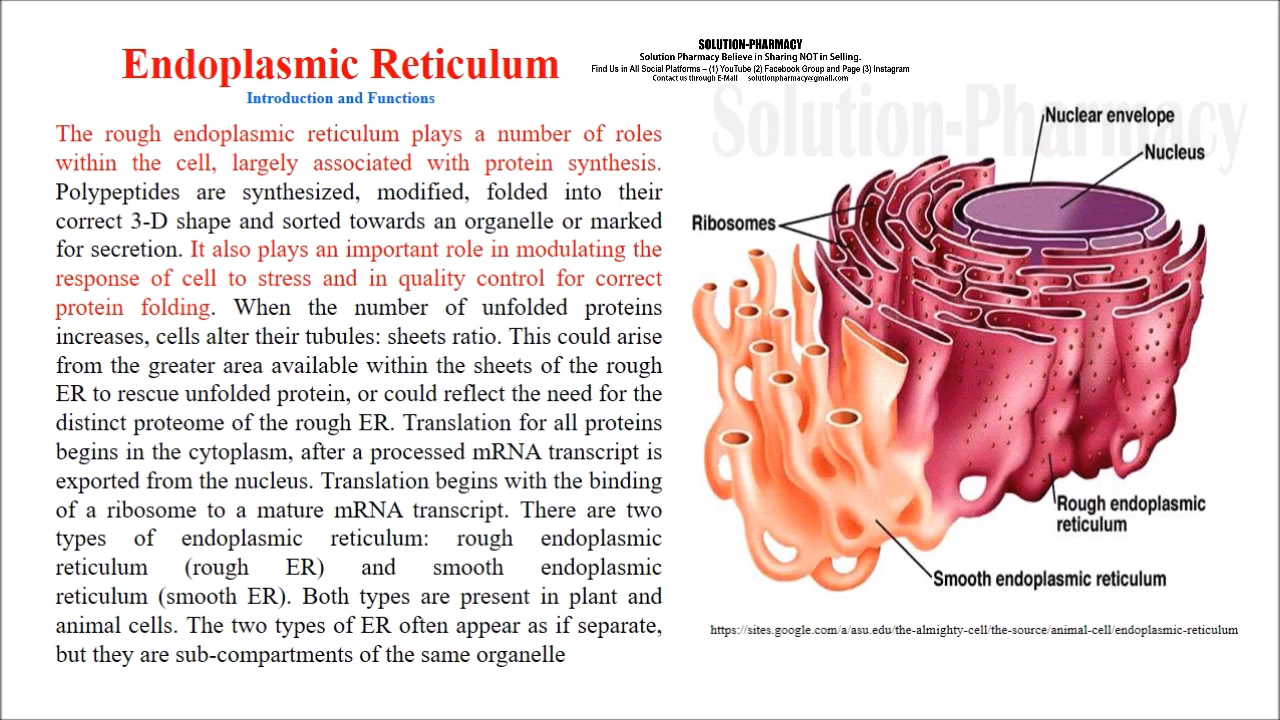 Endoplasmic Reticulum
Introduction and Functions
SOLUTION-PHARMACY
Solution Pharmacy Believe in Sharing NOT in Selling.
Find Us in All Social Platforms – (1) YouTube (2) Facebook Group and Page (3) Instagram
Contact us through E-Mail solutionpharmacy@gmail.com
The rough endoplasmic reticulum plays a number of roles
within the cell, largely associated with protein synthesis.
Polypeptides are synthesized, modified, folded into their
correct 3-D shape and sorted towards an organelle or marked
for secretion. It also plays an important role in modulating the
response of cell to stress and in quality control for correct
protein folding. When the number of unfolded proteins
increases, cells alter their tubules: sheets ratio. This could arise
from the greater area available within the sheets of the rough
ER to rescue unfolded protein, or could reflect the need for the
distinct proteome of the rough ER. Translation for all proteins
begins in the cytoplasm, after a processed mRNA transcript is
exported from the nucleus. Translation begins with the binding
of a ribosome to a mature mRNA transcript. There are two
types of endoplasmic reticulum: rough endoplasmic
reticulum (rough ER) and smooth endoplasmic
reticulum (smooth ER). Both types are present in plant and
animal cells. The two types of ER often appear as if separate,
but they are sub-compartments of the same organelle
Solution-Pharmacy
Nuclear envelope
Nucleus
Ribosomes
Rough endoplasmic
reticulum
Smooth endoplasmic reticulum
https://sites.google.com/a/asu.edu/the-almighty-cell/the-source/animal-cell/endoplasmic-reticulum